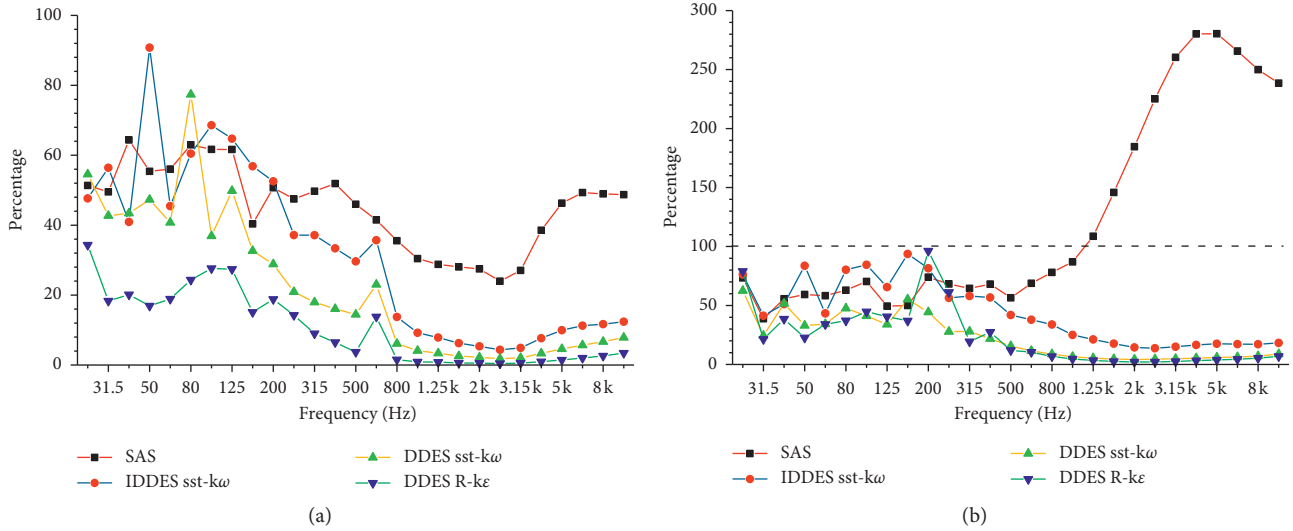 100
80
60
40
20
0
Percentage
31.5 50 80 125 200 315 500 800 1.25k 2k 3.15k 5k 8k
Frequency (Hz)
SAS
IDDES sst-kω
DDES sst-kω
DDES R-kε
(a)
300
250
200
150
100
50
0
Percentage
31.5 50 80 125 200 315 500 800 1.25k 2k 3.15k 5k 8k
Frequency (Hz)
SAS
IDDES sst-kω
DDES sst-kω
DDES R-kε
(b)